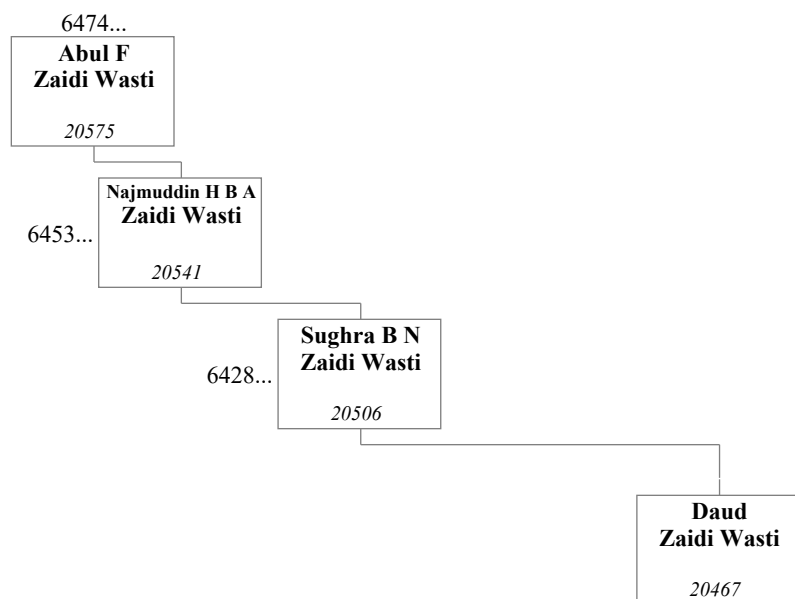 6474...
Abul F
Zaidi Wasti
20575
Najmuddin H B A
Zaidi Wasti
6453...
20541
Sughra B N
Zaidi Wasti
6428...
20506
Daud
Zaidi Wasti
20467